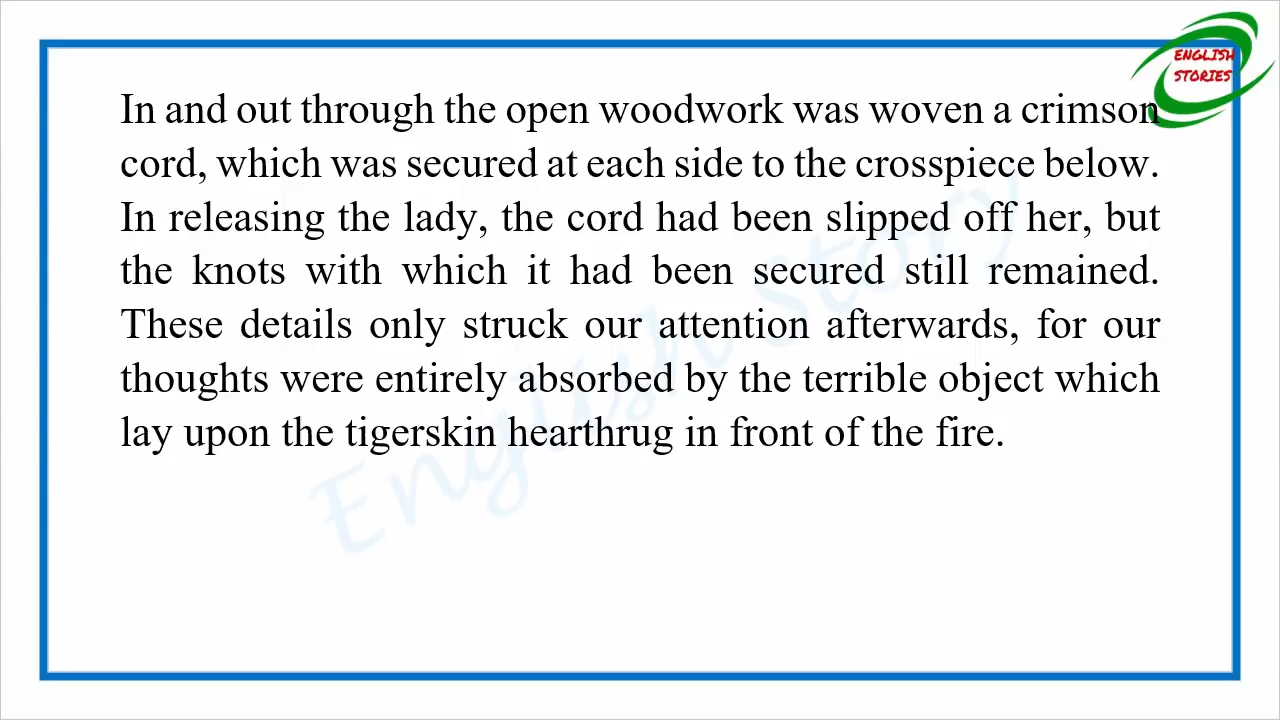 ENGLISH
STORIES
In and out through the open woodwork was woven a crimson
cord, which was secured at each side to the crosspiece below.
In releasing the lady, the cord had been slipped off her, but
the knots with which it had been secured still remained.
These details only struck our attention afterwards, for our
thoughts were entirely absorbed by the terrible object which
lay upon the tigerskin hearthrug in front of the fire.
English Story